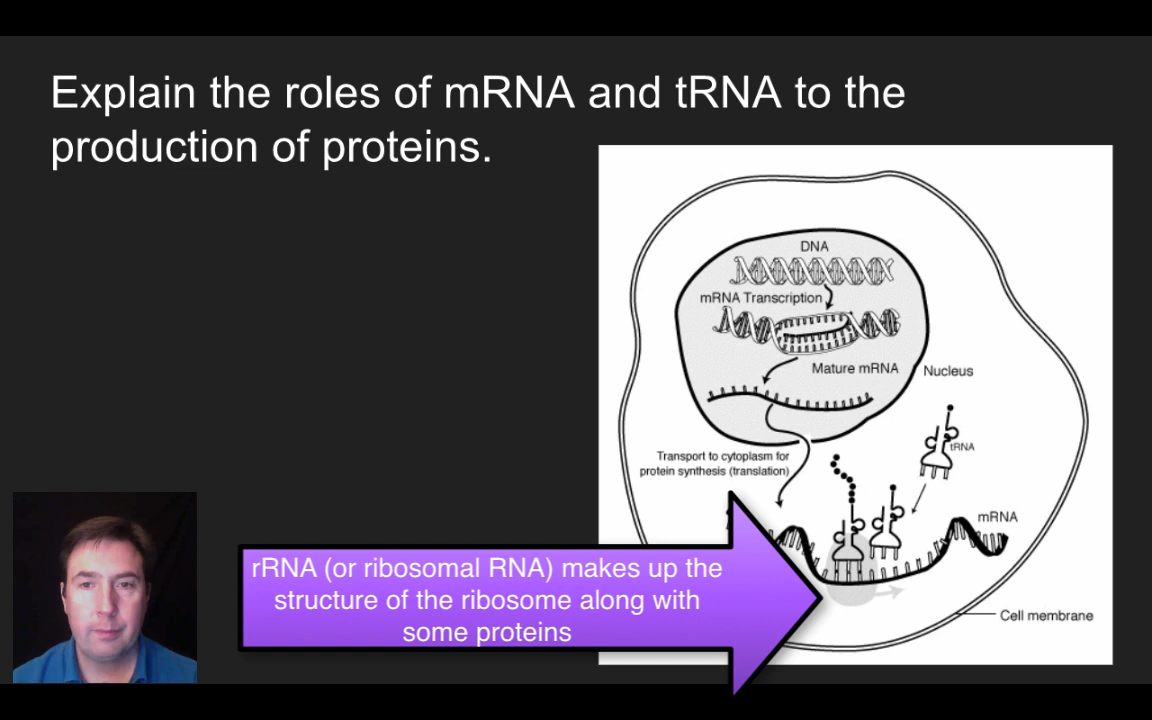 Explain the roles of mRNA and tRNA to the
production of proteins.
DNA
mRNA Transcription
Mature mRNA
Nucleus
Transport to cytoplasm for
protein synthesis (translation)
tRNA
mRNA
rRNA (or ribosomal RNA) makes up the
structure of the ribosome along with
some proteins
Cell membrane